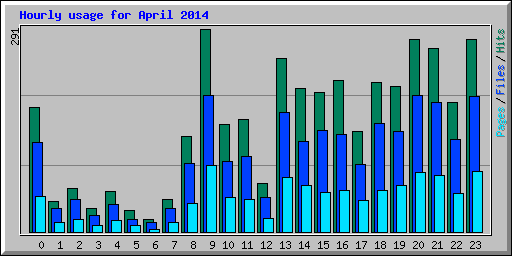 Hourly usage for April 2014
291
Pages/Files/Hits
0 1 2 3 4 5 6 7 8 9 10 11 12 13 14 15 16 17 18 19 20 21 22 23